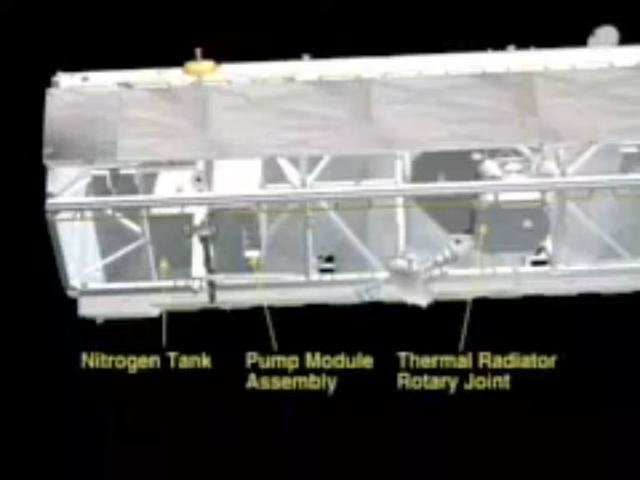 Nitrogen Tank
Pump Module
Assembly
Thermal Radiator
Rotary Joint